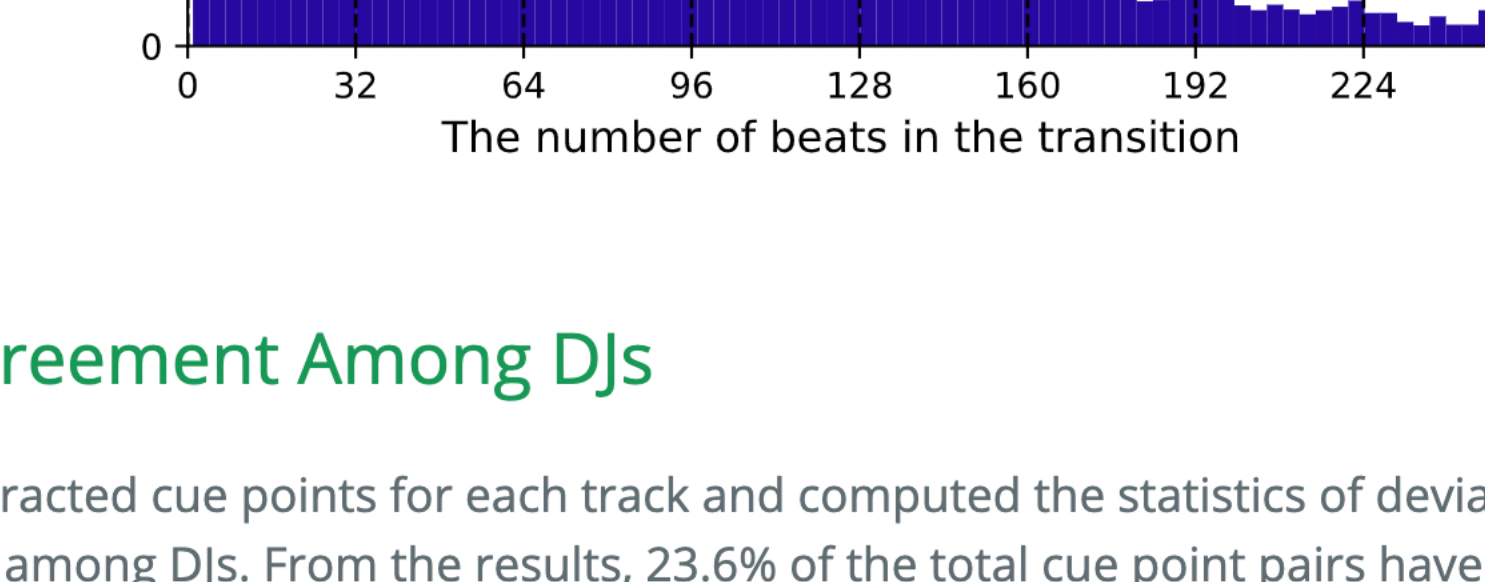 0
0 32 64 96 128 160 192 224
The number of beats in the transition
reement Among DJs
racted cue points for each track and computed the statistics of devia
among DJs. From the results, 23.6% of the total cue point pairs have